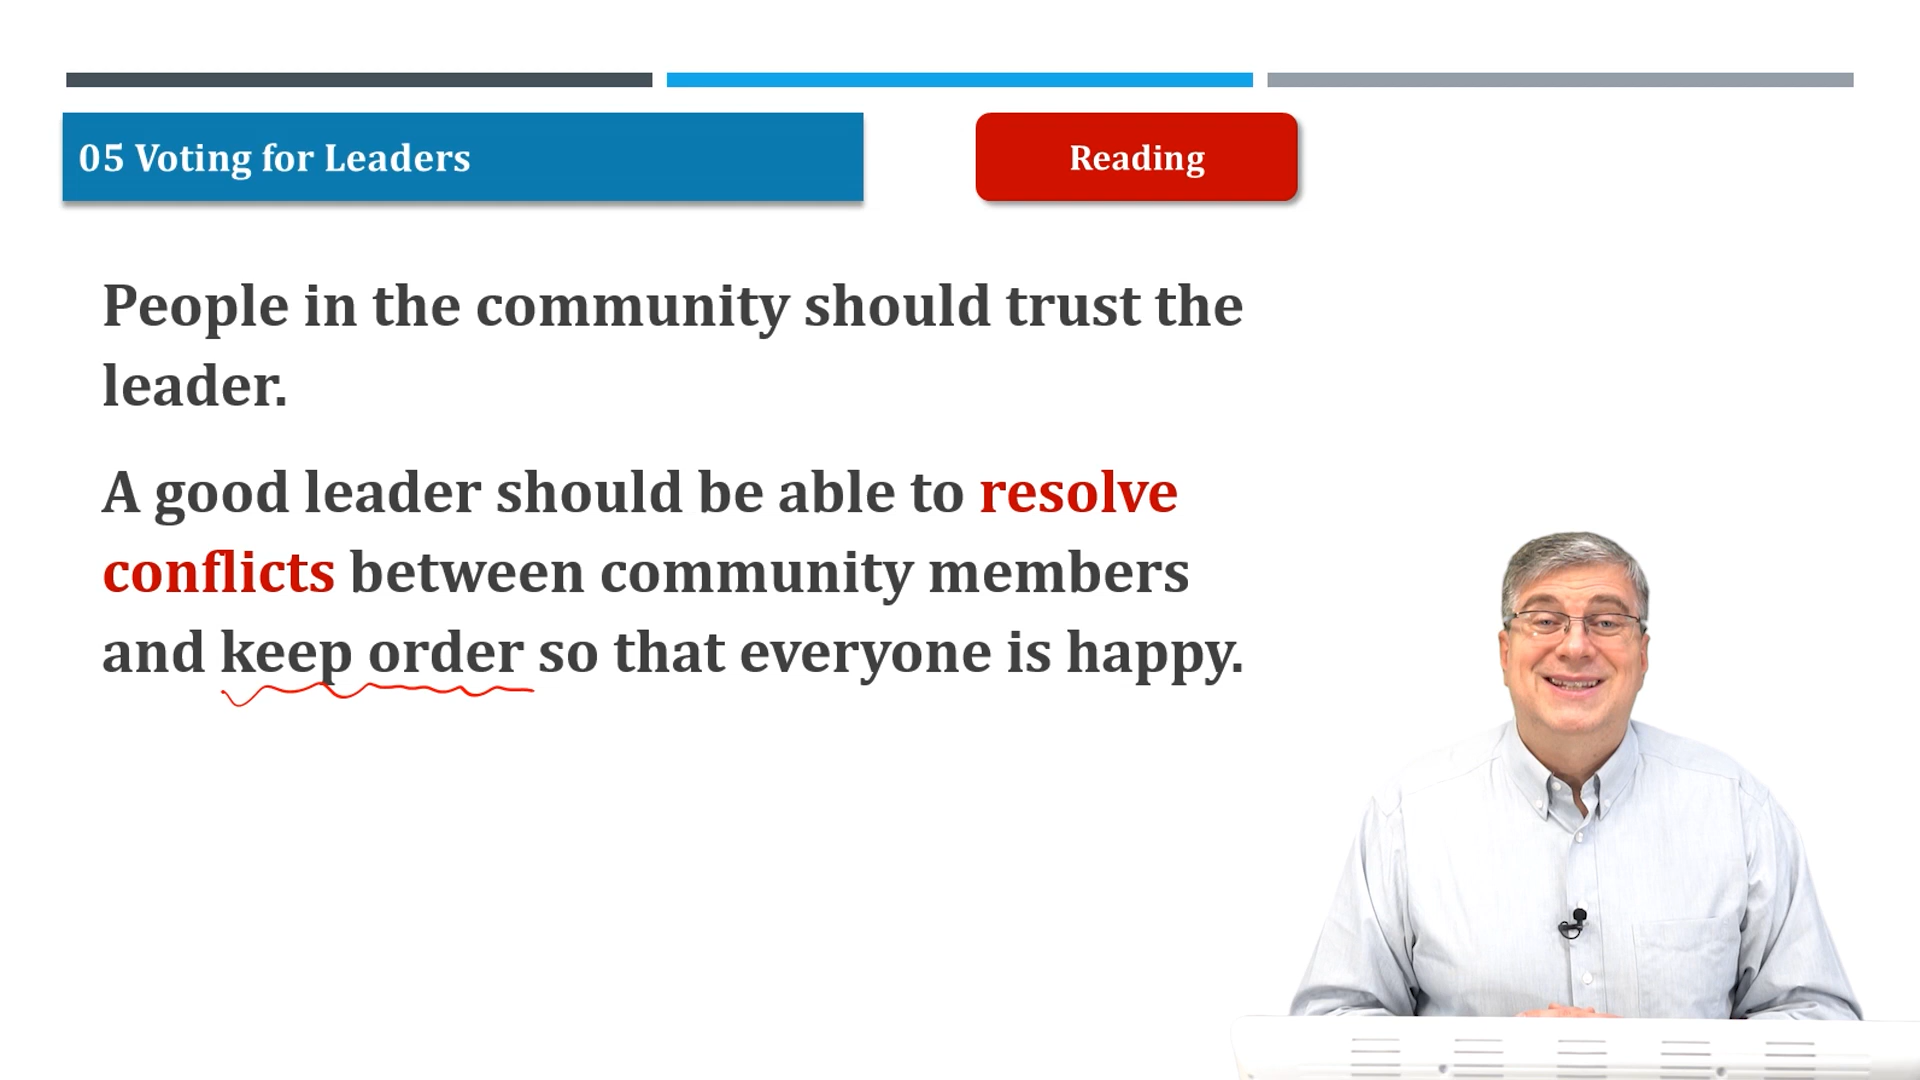 05 Voting for Leaders
Reading
People in the community should trust the
leader.
A good leader should be able to resolve
conflicts between community members
and keep order so that everyone is happy.